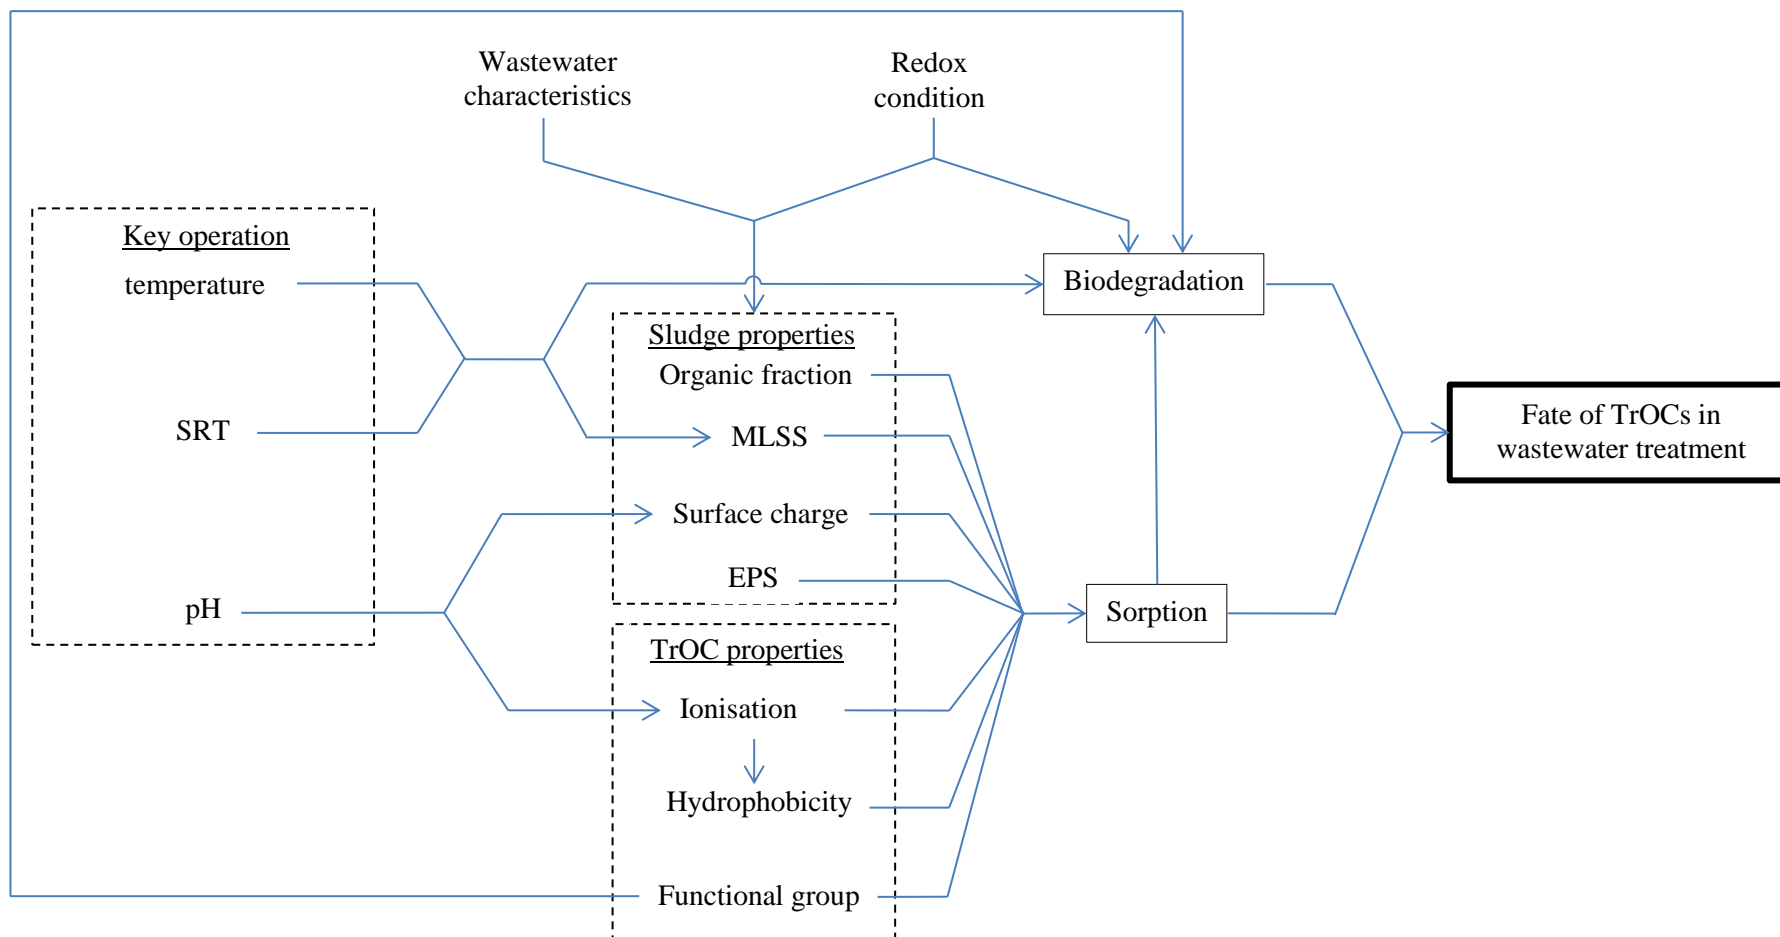 Wastewater
characteristics
Redox
condition
Key operation
temperature
SRT
pH
Sludge properties
Organic fraction
MLSS
Surface charge
EPS
TrOC properties
Ionisation
Hydrophobicity
Functional group
Biodegradation
Sorption
Fate of TrOCs in
wastewater treatment